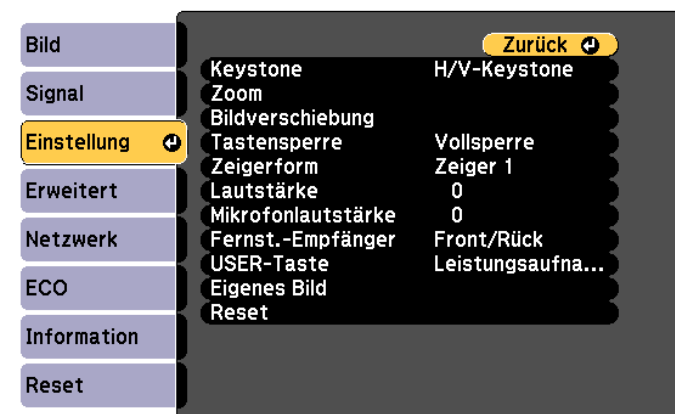 Bild
Signal
Einstellung
Erweitert
Netzwerk
ECO
Information
Reset
Zurück
Keystone H/V-Keystone
Zoom
Bildverschiebung
Tastensperre Vollsperre
Zeigerform Zeiger 1
Lautstärke 0
Mikrofonlautstärke 0
Fernst.-Empfänger Front/Rück
USER-Taste Leistungsaufna...
Eigenes Bild
Reset